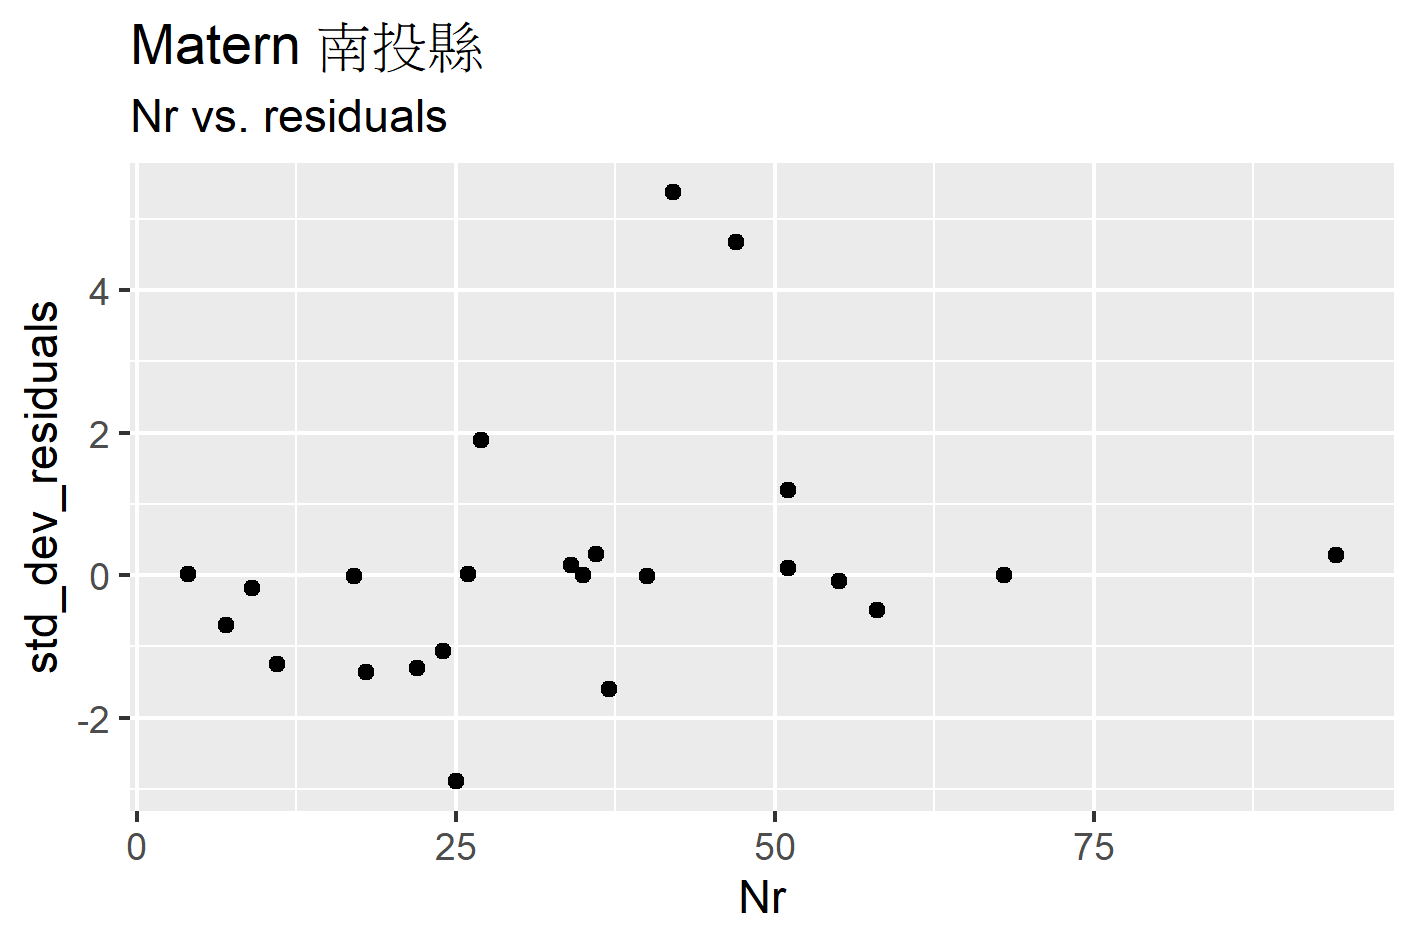 Matern 南投縣
Nr vs. residuals
std_dev_residuals
4
2
0
-2
0 25 50 75
Nr